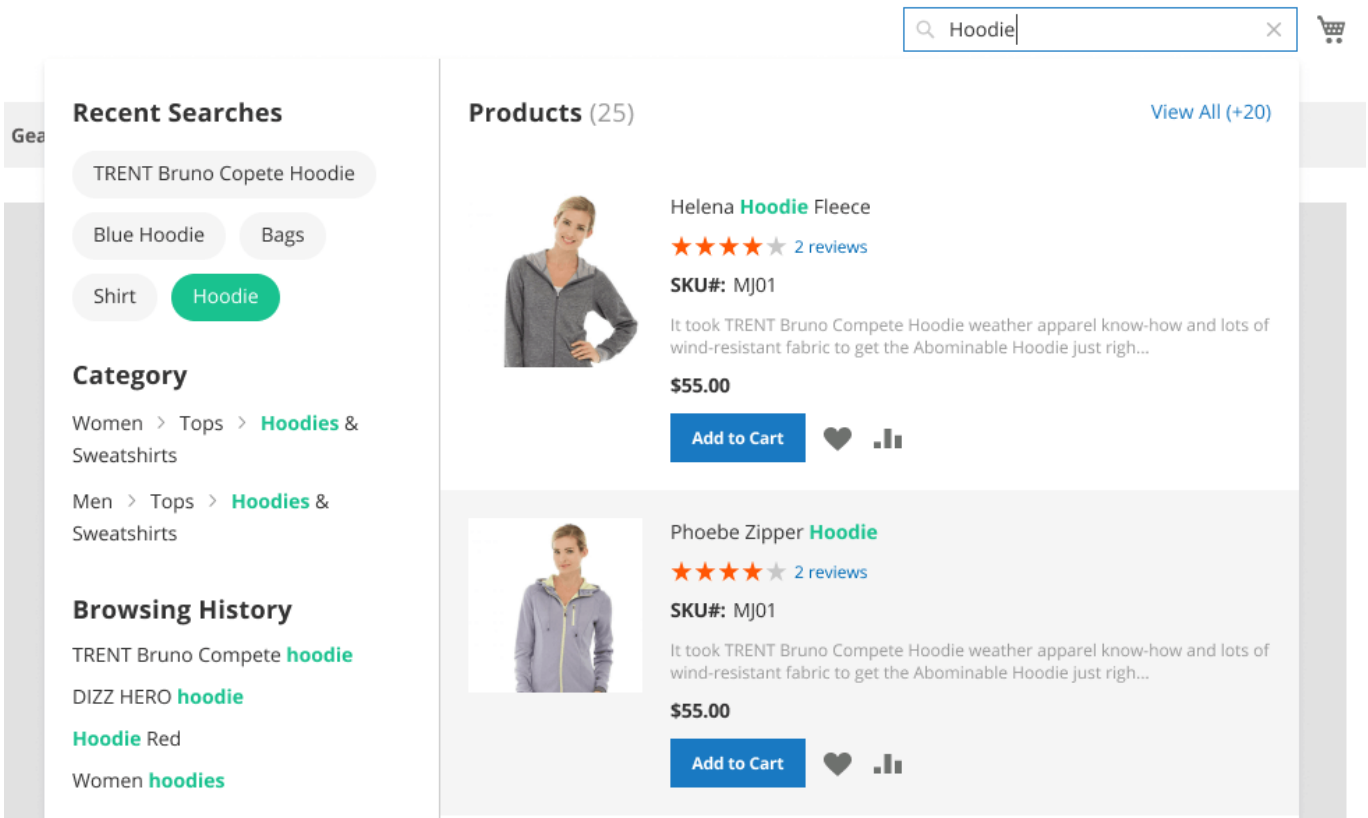 Hoodie
Gea
Recent Searches
TRENT Bruno Copete Hoodie
Blue Hoodie
Bags
Shirt
Hoodie
Category
Women > Tops > Hoodies &
Sweatshirts
Men > Tops > Hoodies &
Sweatshirts
Browsing History
TRENT Bruno Compete hoodie
DIZZ HERO hoodie
Hoodie Red
Women hoodies
Products (25)
View All (+20)
Helena Hoodie Fleece
2 reviews
SKU#: MJ01
It took TRENT Bruno Compete Hoodie weather apparel know-how and lots of
wind-resistant fabric to get the Abominable Hoodie just righ...
$55.00
Add to Cart
Phoebe Zipper Hoodie
2 reviews
SKU#: MJ01
It took TRENT Bruno Compete Hoodie weather apparel know-how and lots of
wind-resistant fabric to get the Abominable Hoodie just righ...
$55.00
Add to Cart